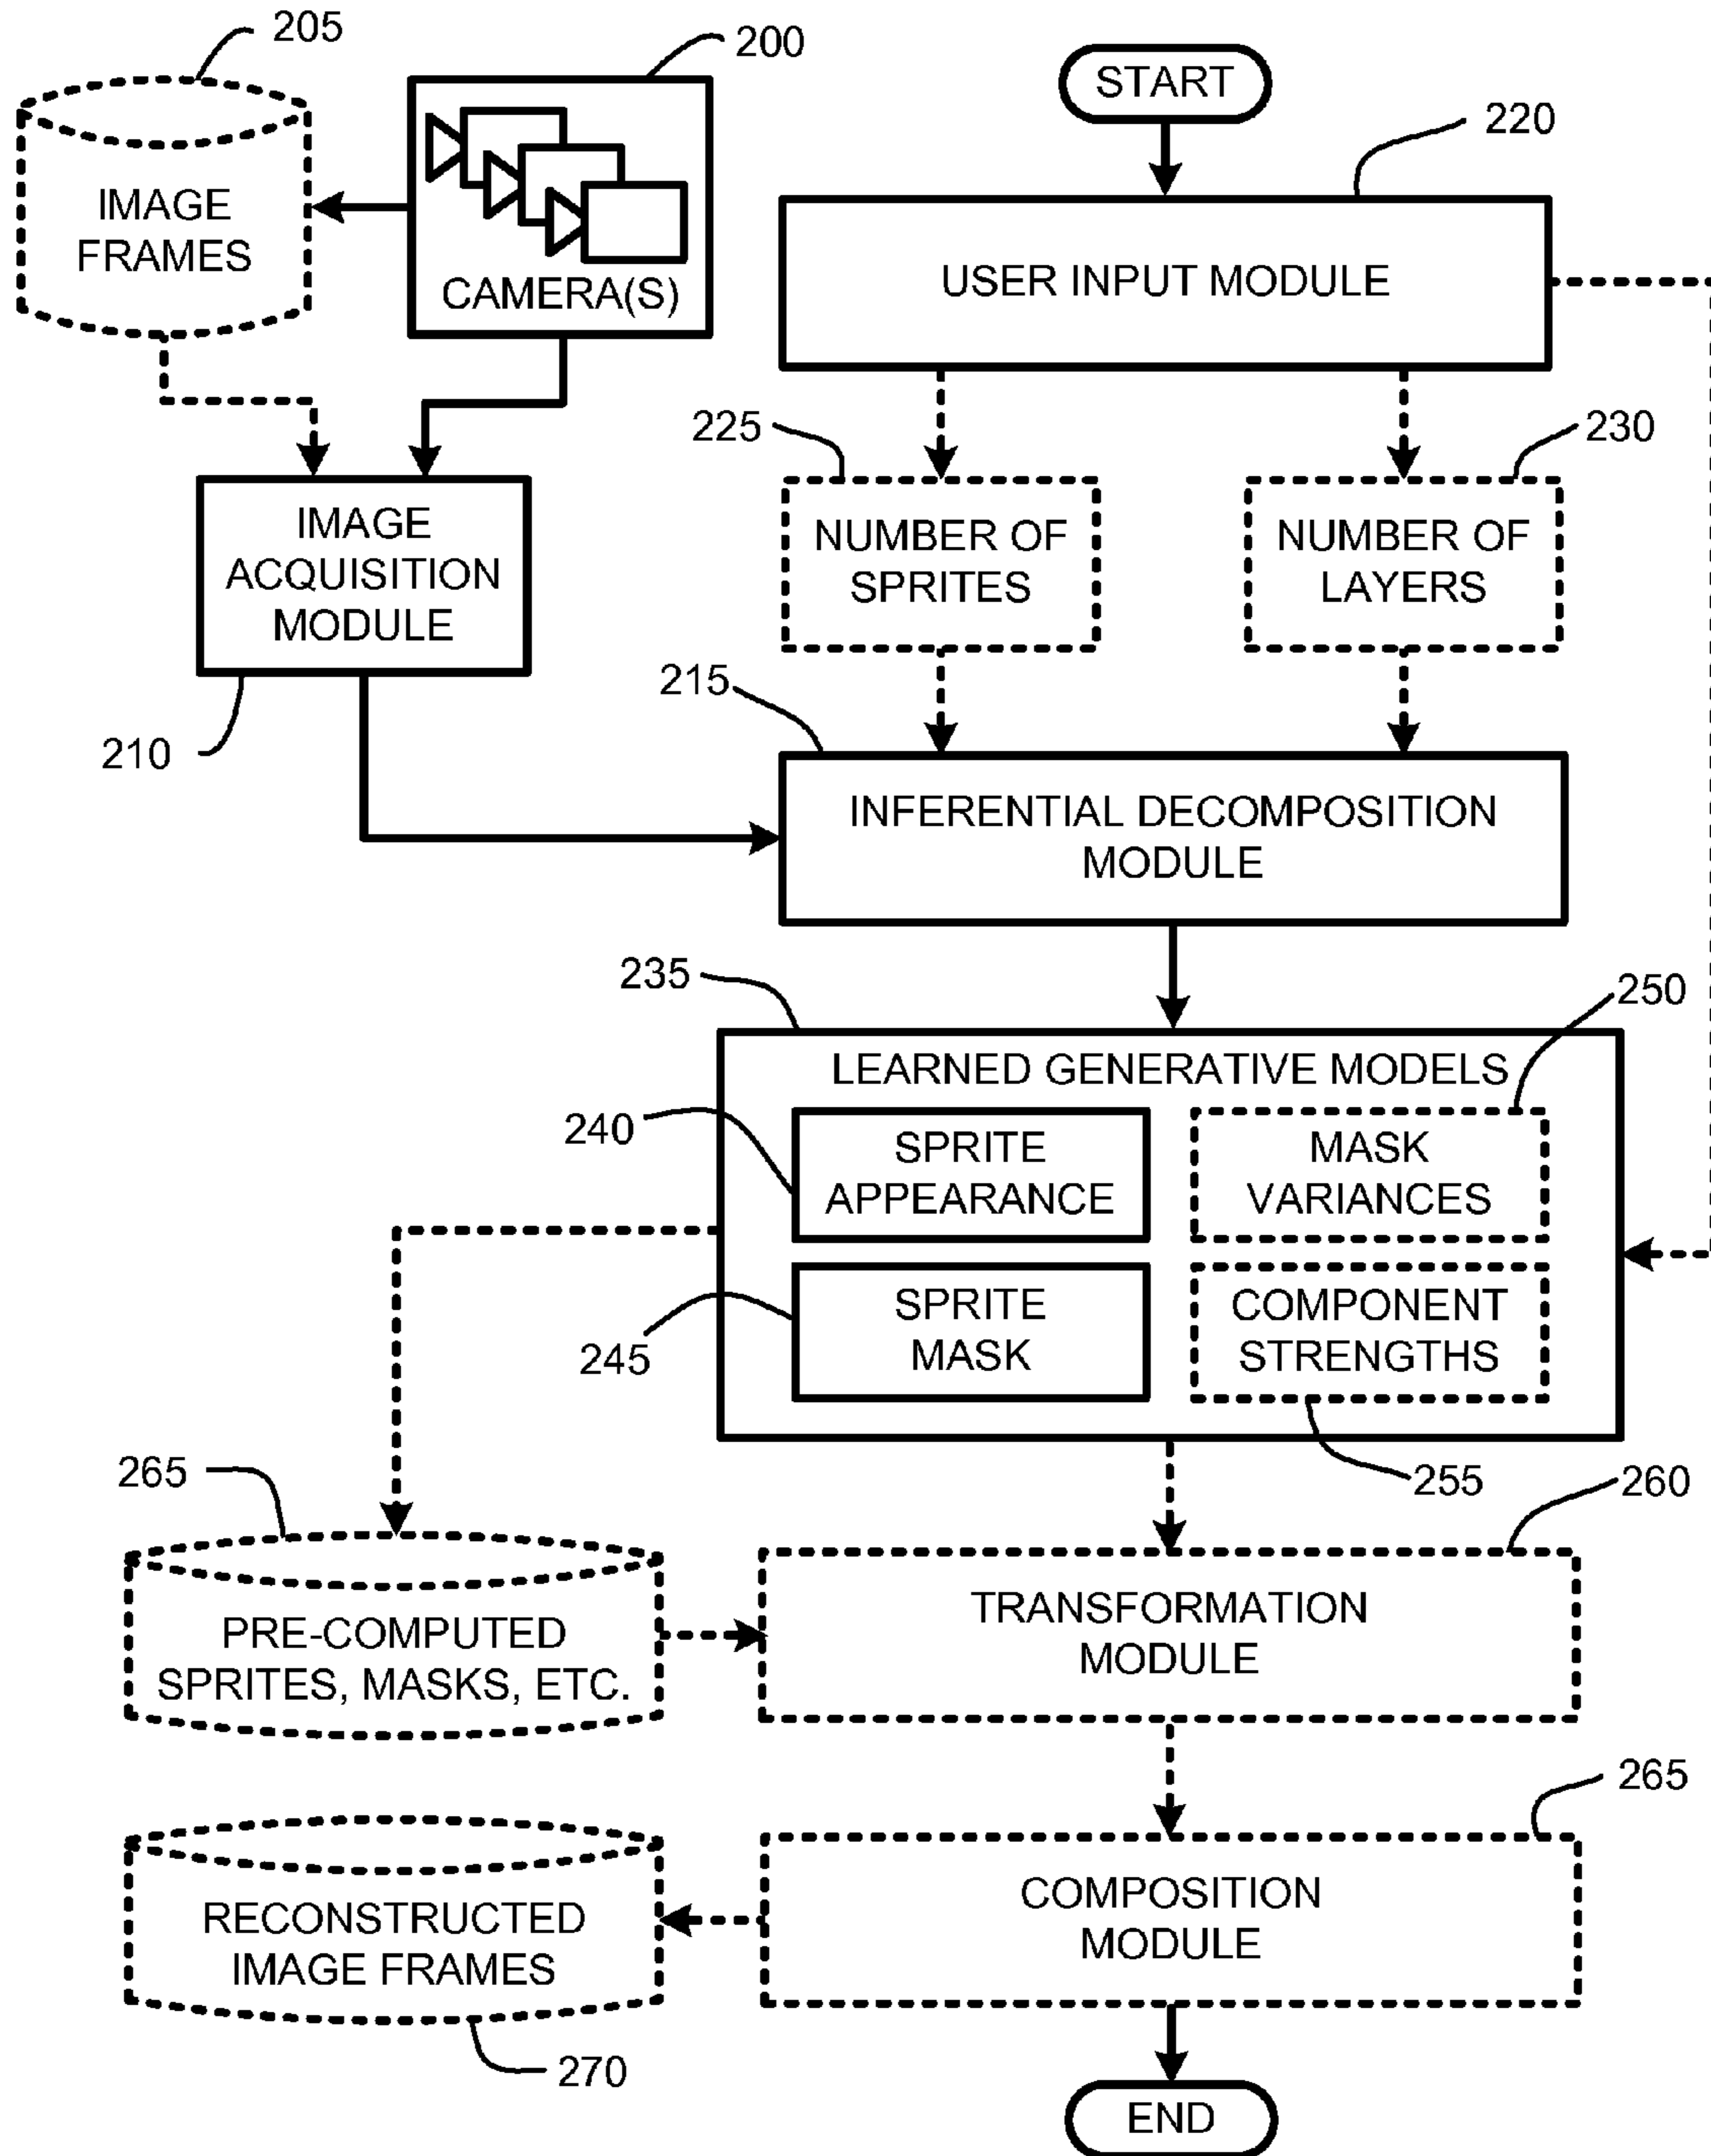 205
200
START
220
IMAGE
FRAMES
CAMERA(S)
USER INPUT MODULE
225
230
IMAGE
ACQUISITION
MODULE
NUMBER OF
SPRITES
NUMBER OF
LAYERS
210
215
INFERENTIAL DECOMPOSITION
MODULE
235
250
LEARNED GENERATIVE MODELS
240
SPRITE
APPEARANCE
MASK
VARIANCES
245
SPRITE
MASK
COMPONENT
STRENGTHS
265
255
260
PRE-COMPUTED
SPRITES, MASKS, ETC.
TRANSFORMATION
MODULE
265
RECONSTRUCTED
IMAGE FRAMES
COMPOSITION
MODULE
270
END